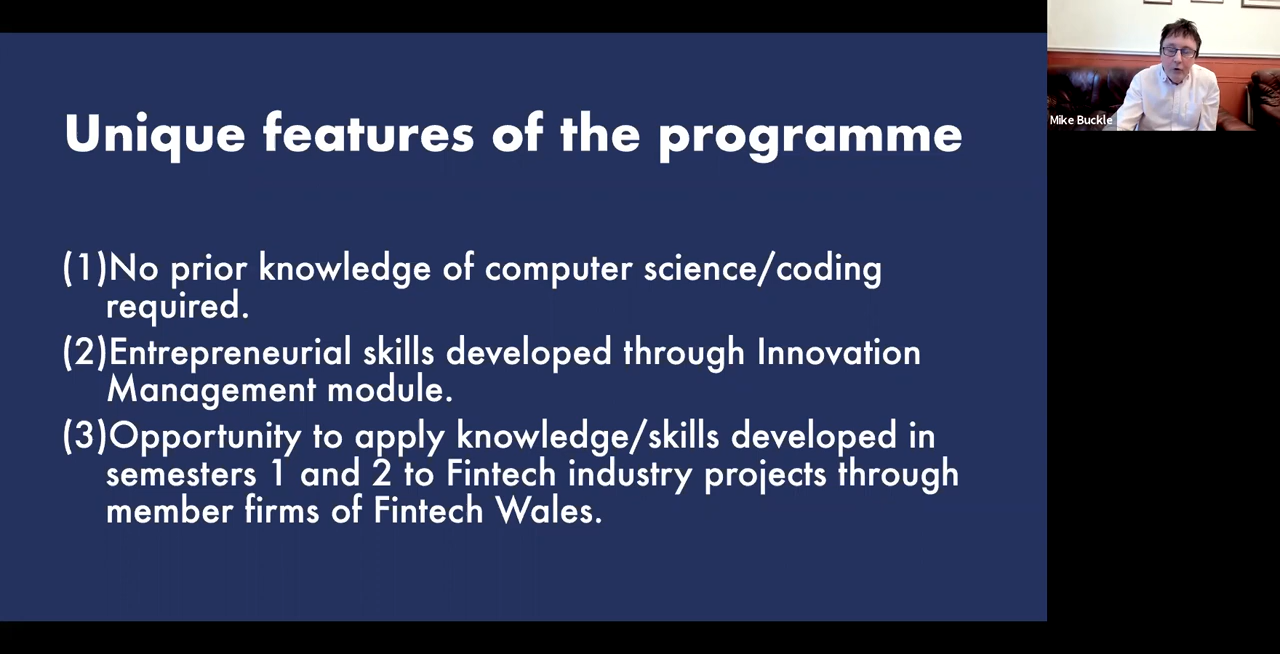 Unique features of the programme
(1)No prior knowledge of computer science/coding
required.
(2)Entrepreneurial skills developed through Innovation
Management module.
(3)Opportunity to apply knowledge/skills developed in
semesters 1 and 2 to Fintech industry projects through
member firms of Fintech Wales.
Mike Buckle